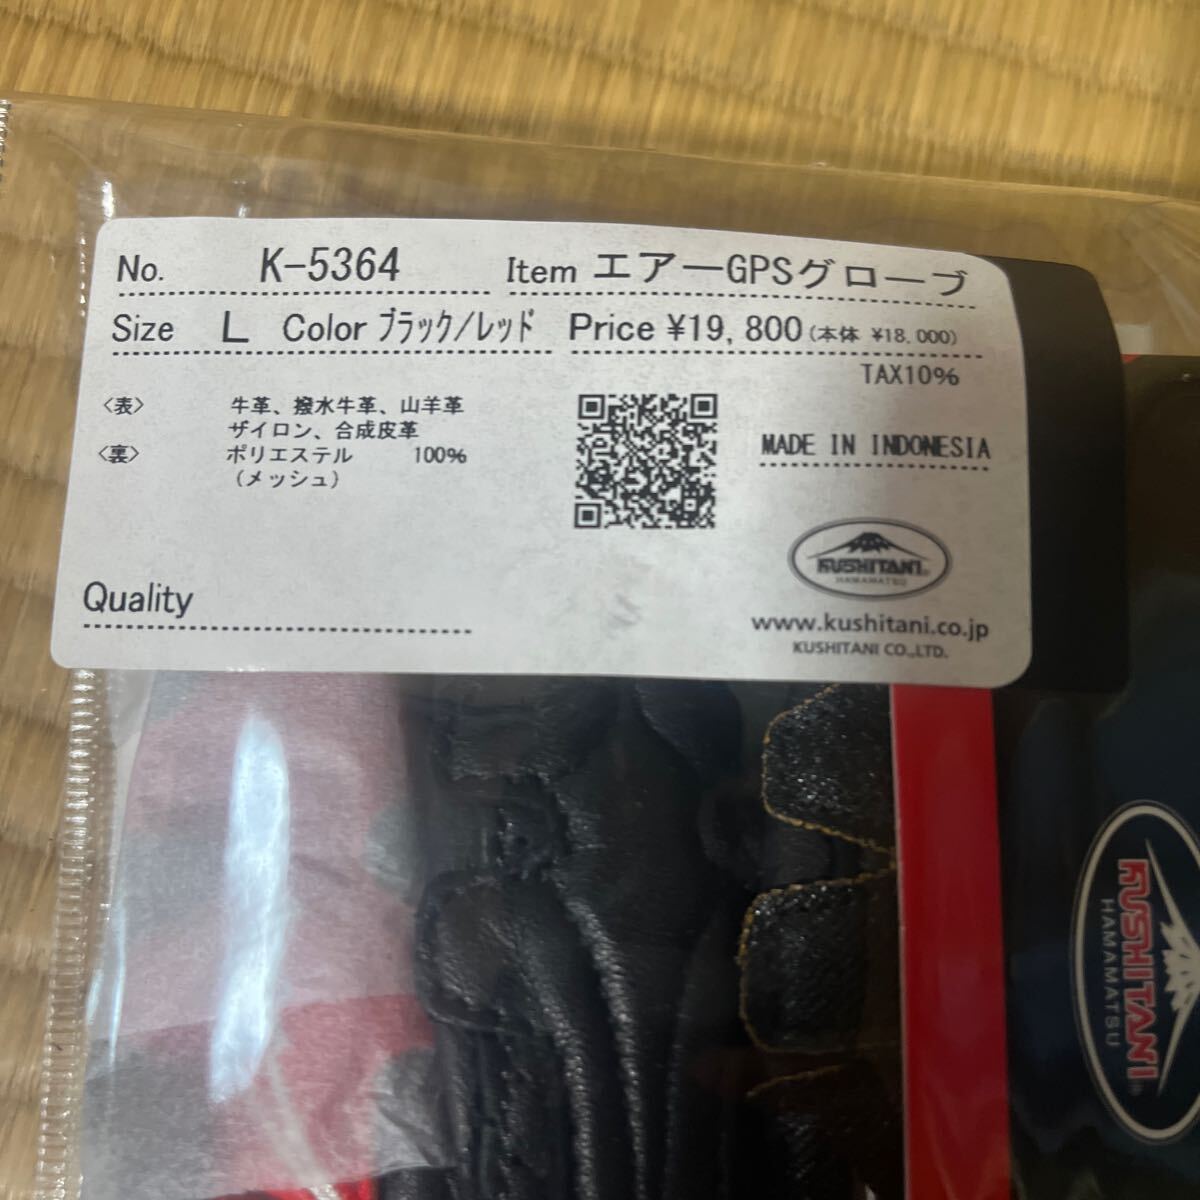 No. K-5364 Item エアーGPSグローブ
Size L Color ブラック/レッド Price ¥19,800(本体 ¥18,000)
TAX10%
〈表〉 牛革、撥水牛革、山羊革
ザイロン、合成皮革
〈裏〉 ポリエステル 100%
(メッシュ)
MADE IN INDONESIA
KUSHITANI®
HAMAMATSU
Quality
www.kushitani.co.jp
KUSHITANI CO.,LTD.
KUSHITANI®
HAMAMATSU